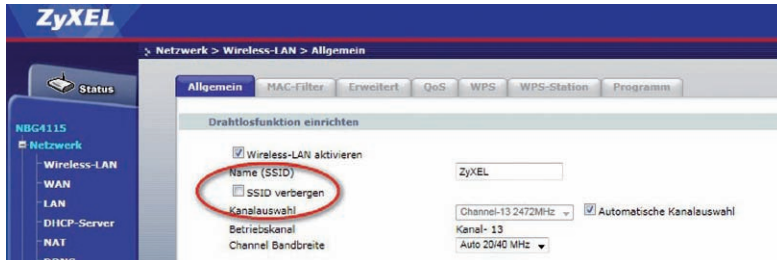 ZyXEL
Netzwerk > Wireless-LAN > Allgemein
Status
Allgemein MAC-Filter Erweitert QoS WPS WPS-Station Programm
NBG4115
Drahtlosfunktion einrichten
Netzwerk
Wireless-LAN aktivieren
Wireless-LAN
Name (SSID) ZyXEL
WAN
SSID verbergen
LAN
Kanalauswahl Channel-13 2472MHz Automatische Kanalauswahl
DHCP-Server
Betriebskanal Kanal- 13
NAT
Channel Bandbreite Auto 20/40 MHz